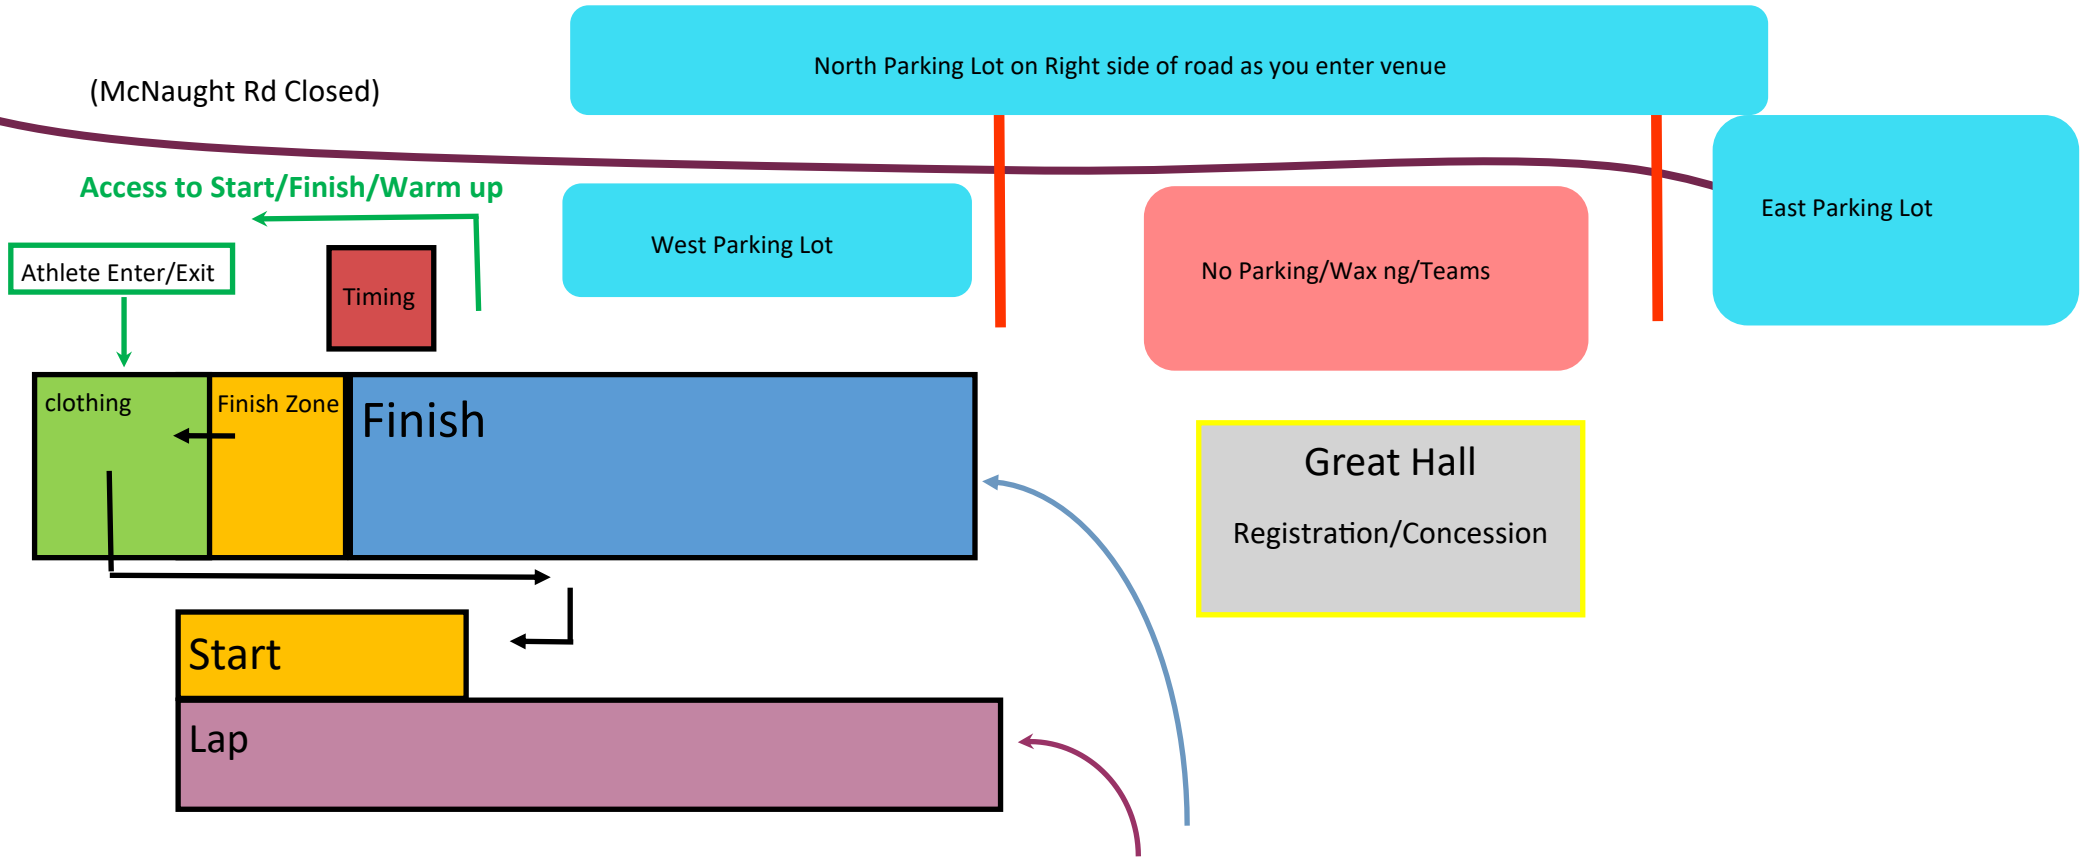 North Parking Lot on Right side of road as you enter venue
(McNaught Rd Closed)
Access to Start/Finish/Warm up
East Parking Lot
West Parking Lot
No Parking/Wax ng/Teams
Athlete Enter/Exit
Timing
clothing
Finish Zone
Finish
Great Hall
Registration/Concession
Start
Lap